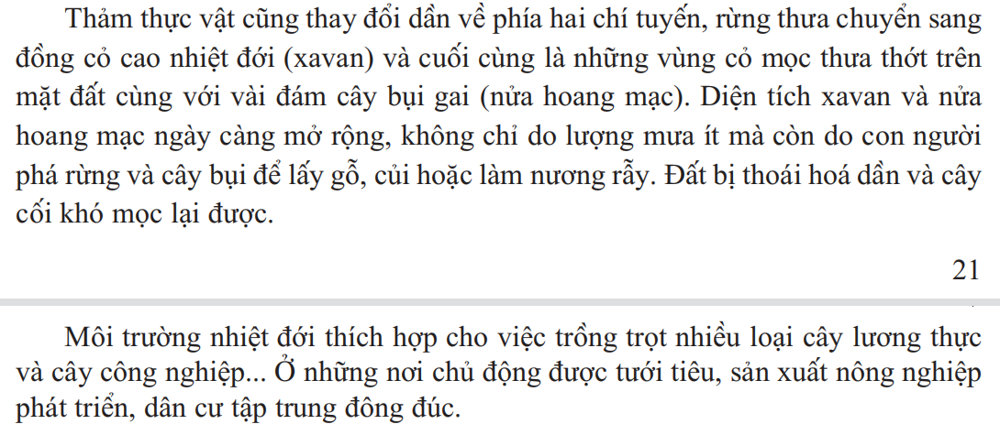 Thảm thực vật cũng thay đổi dần về phía hai chí tuyến, rừng thưa chuyển sang
đồng cỏ cao nhiệt đới (xavan) và cuối cùng là những vùng cỏ mọc thưa thớt trên
mặt đất cùng với vài đám cây bụi gai (nửa hoang mạc). Diện tích xavan và nửa
hoang mạc ngày càng mở rộng, không chỉ do lượng mưa ít mà còn do con người
phá rừng và cây bụi để lấy gỗ, củi hoặc làm nương rẫy. Đất bị thoái hoá dần và cây
cối khó mọc lại được.
21
Môi trường nhiệt đới thích hợp cho việc trồng trọt nhiều loại cây lương thực
và cây công nghiệp... Ở những nơi chủ động được tưới tiêu, sản xuất nông nghiệp
phát triển, dân cư tập trung đông đúc.